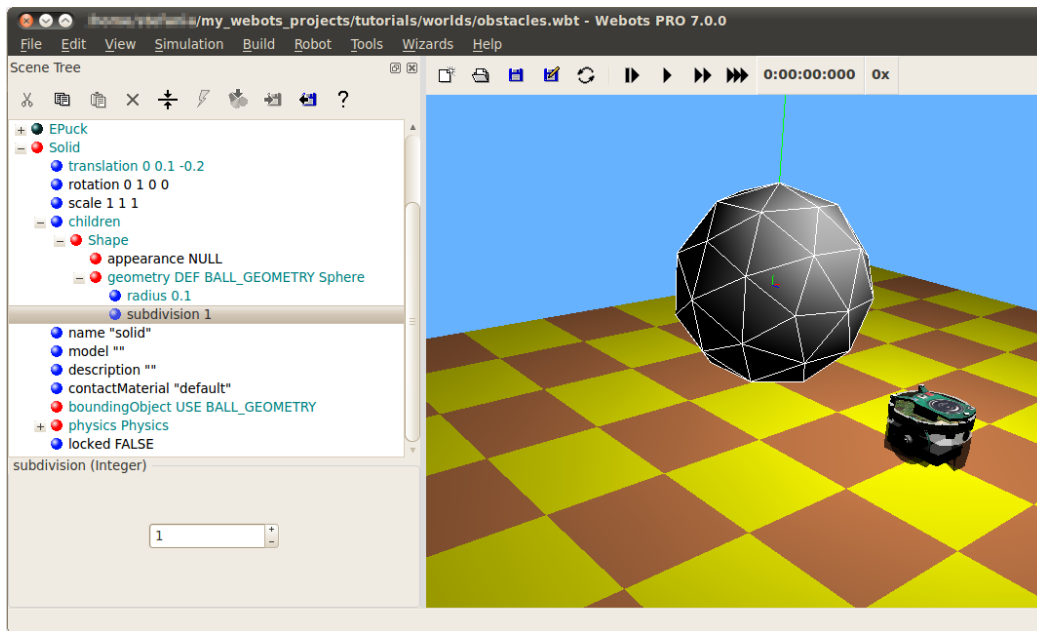 /my_webots_projects/tutorials/worlds/obstacles.wbt - Webots PRO 7.0.0
File Edit View Simulation Build Robot Tools Wizards Help
Scene Tree
0:00:00:000 0x
EPuck
Solid
translation 0 0.1 -0.2
rotation 0 1 0 0
scale 1 1 1
children
Shape
appearance NULL
geometry DEF BALL_GEOMETRY Sphere
radius 0.1
subdivision 1
name "solid"
model ""
description ""
contactMaterial "default"
boundingObject USE BALL_GEOMETRY
physics Physics
locked FALSE
subdivision (Integer)
1